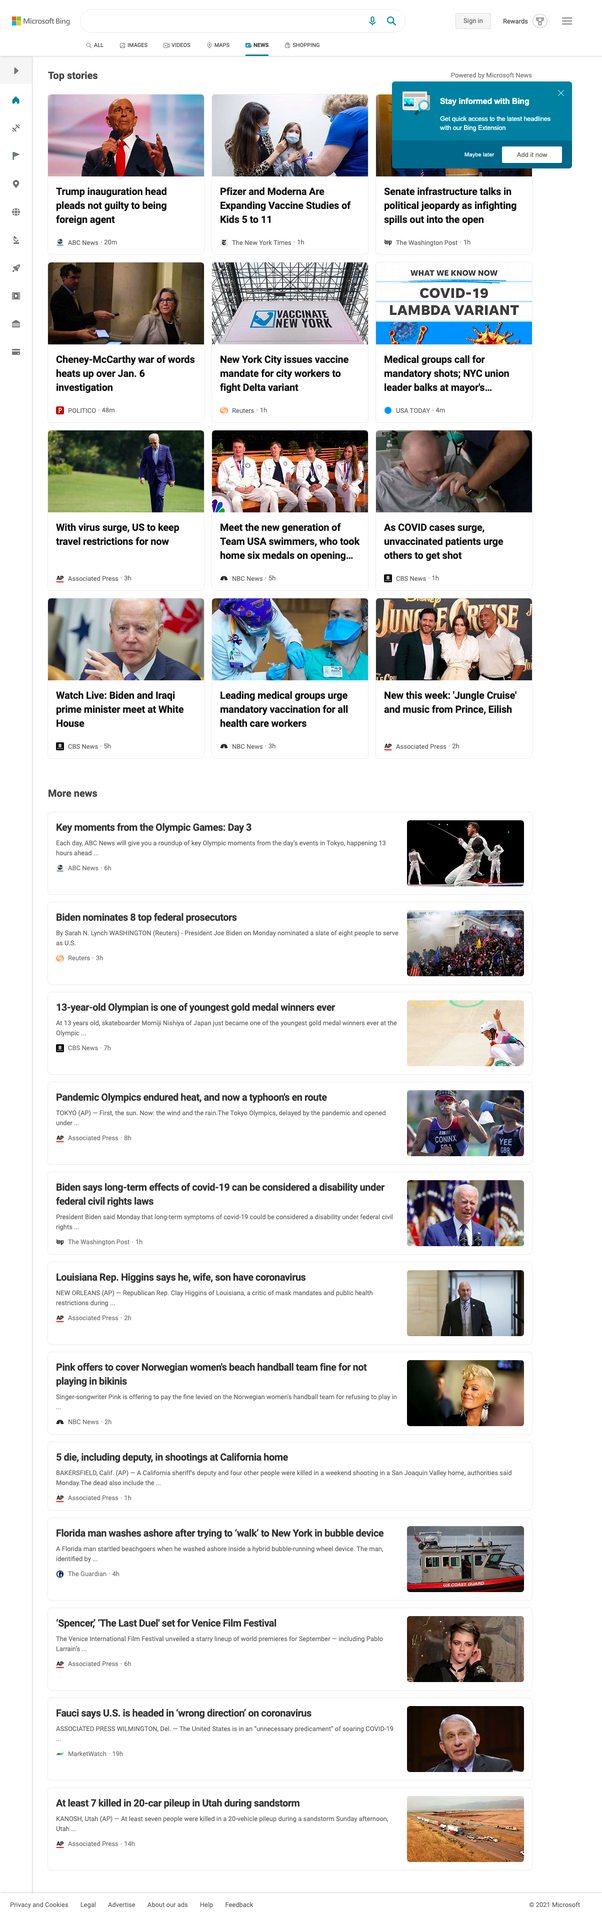 Microsoft Bing
Sign in
Rewards
ALL
IMAGES
VIDEOS
MAPS
NEWS
SHOPPING
Top stories
Powered by Microsoft News
Stay informed with Bing
Get quick access to the latest headlines
with our Bing Extension
Maybe later
Add it now
Trump inauguration head
pleads not guilty to being
foreign agent
ABC News · 20m
Pfizer and Moderna Are
Expanding Vaccine Studies of
Kids 5 to 11
The New York Times · 1h
Senate infrastructure talks in
political jeopardy as infighting
spills out into the open
The Washington Post · 1h
Cheney-McCarthy war of words
heats up over Jan. 6
investigation
POLITICO · 48m
VACCINATE
NEW YORK
New York City issues vaccine
mandate for city workers to
fight Delta variant
Reuters · 1h
WHAT WE KNOW NOW
COVID-19
LAMBDA VARIANT
Medical groups call for
mandatory shots; NYC union
leader balks at mayor's...
USA TODAY · 4m
With virus surge, US to keep
travel restrictions for now
AP Associated Press · 3h
Meet the new generation of
Team USA swimmers, who took
home six medals on opening...
NBC News · 5h
As COVID cases surge,
unvaccinated patients urge
others to get shot
CBS News · 1h
Watch Live: Biden and Iraqi
prime minister meet at White
House
CBS News · 5h
Leading medical groups urge
mandatory vaccination for all
health care workers
NBC News · 3h
JUNGLE CRUISE
New this week: 'Jungle Cruise'
and music from Prince, Eilish
AP Associated Press · 2h
More news
Key moments from the Olympic Games: Day 3
Each day, ABC News will give you a roundup of key Olympic moments from the day's events in Tokyo, happening 13
hours ahead ...
ABC News · 6h
Biden nominates 8 top federal prosecutors
By Sarah N. Lynch WASHINGTON (Reuters) - President Joe Biden on Monday nominated a slate of eight people to serve
as U.S.
Reuters · 3h
13-year-old Olympian is one of youngest gold medal winners ever
At 13 years old, skateboarder Momiji Nishiya of Japan just became one of the youngest gold medal winners ever at the
Olympic ...
CBS News · 7h
Pandemic Olympics endured heat, and now a typhoon's en route
TOKYO (AP) — First, the sun. Now: the wind and the rain.The Tokyo Olympics, delayed by the pandemic and opened
under ...
AP Associated Press · 8h
CONINX
YEE
GBR
Biden says long-term effects of covid-19 can be considered a disability under
federal civil rights laws
President Biden said Monday that long-term symptoms of covid-19 could be considered a disability under federal civil
rights ...
The Washington Post · 1h
Louisiana Rep. Higgins says he, wife, son have coronavirus
NEW ORLEANS (AP) — Republican Rep. Clay Higgins of Louisiana, a critic of mask mandates and public health
restrictions during ...
AP Associated Press · 2h
Pink offers to cover Norwegian women's beach handball team fine for not
playing in bikinis
Singer-songwriter Pink is offering to pay the fine levied on the Norwegian women's handball team for refusing to play in
...
NBC News · 2h
5 die, including deputy, in shootings at California home
BAKERSFIELD, Calif. (AP) — A California sheriff's deputy and four other people were killed in a weekend shooting in a San Joaquin Valley home, authorities said
Monday.The dead also include the ...
AP Associated Press · 1h
Florida man washes ashore after trying to 'walk' to New York in bubble device
A Florida man startled beachgoers when he washed ashore inside a hybrid bubble-running wheel device. The man,
identified by ...
The Guardian · 4h
U.S. COAST GUARD
'Spencer,' 'The Last Duel' set for Venice Film Festival
The Venice International Film Festival unveiled a starry lineup of world premieres for September — including Pablo
Larraín's ...
AP Associated Press · 6h
Fauci says U.S. is headed in 'wrong direction' on coronavirus
ASSOCIATED PRESS WILMINGTON, Del. — The United States is in an "unnecessary predicament" of soaring COVID-19
...
MarketWatch · 19h
At least 7 killed in 20-car pileup in Utah during sandstorm
KANOSH, Utah (AP) — At least seven people were killed in a 20-vehicle pileup during a sandstorm Sunday afternoon,
Utah ...
AP Associated Press · 14h
Privacy and Cookies
Legal
Advertise
About our ads
Help
Feedback
© 2021 Microsoft